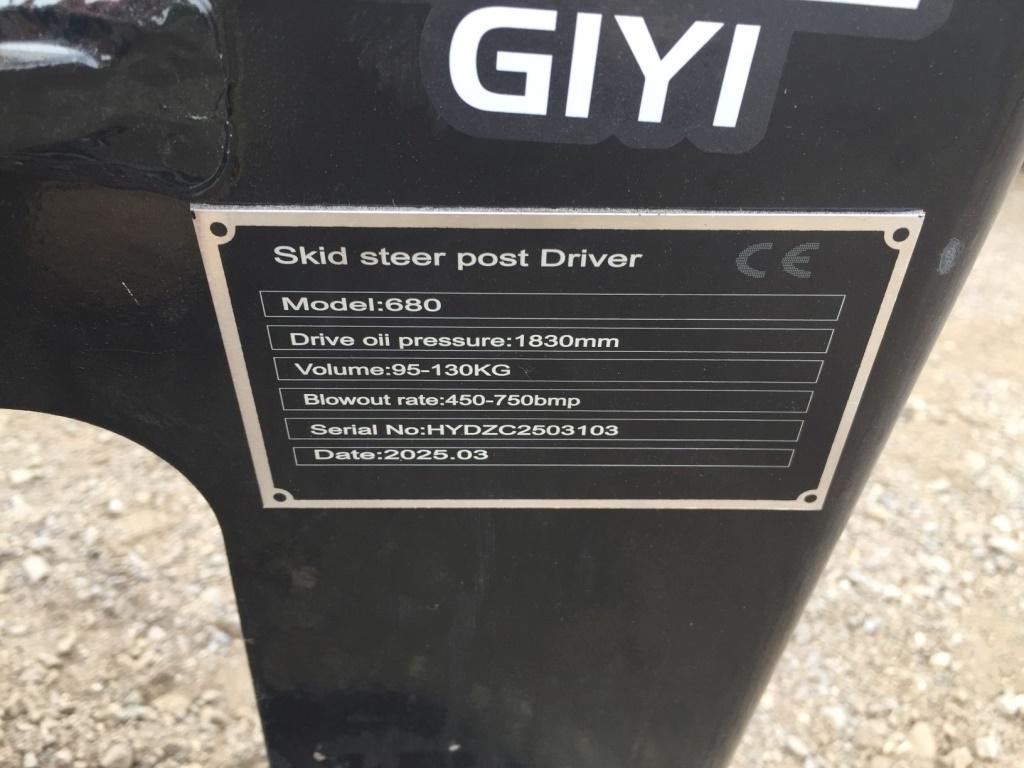 GIYI
Skid steer post Driver CE
Model:680
Drive oii pressure:1830mm
Volume:95-130KG
Blowout rate:450-750bmp
Serial No:HYDZC2503103
Date:2025.03